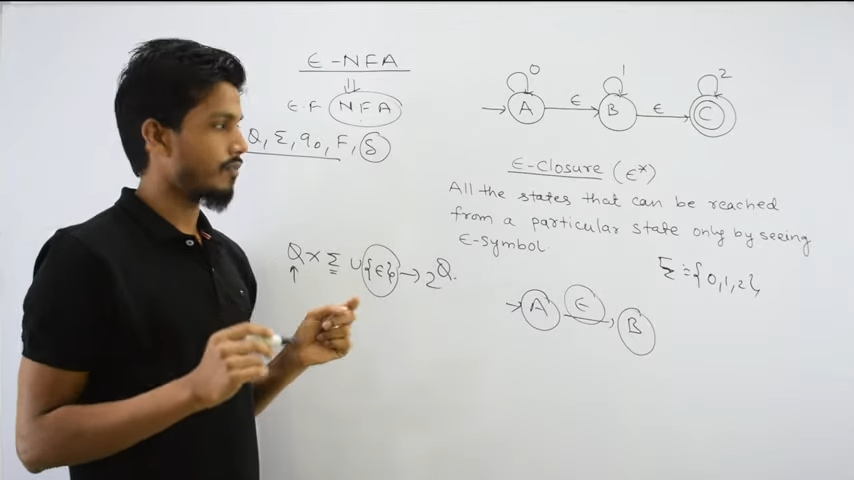 ε-NFA
⇓
ε.F NFA
Q, Σ, q0, F, δ
Q × Σ ∪ {ε} → 2^Q.
↑
0 1 2
→ A ε→ B ε→ C
ε-closure (ε*)
All the states that can be reached
from a particular state only by seeing
ε-symbol.
Σ = {0,1,2}
→ A ε→ B